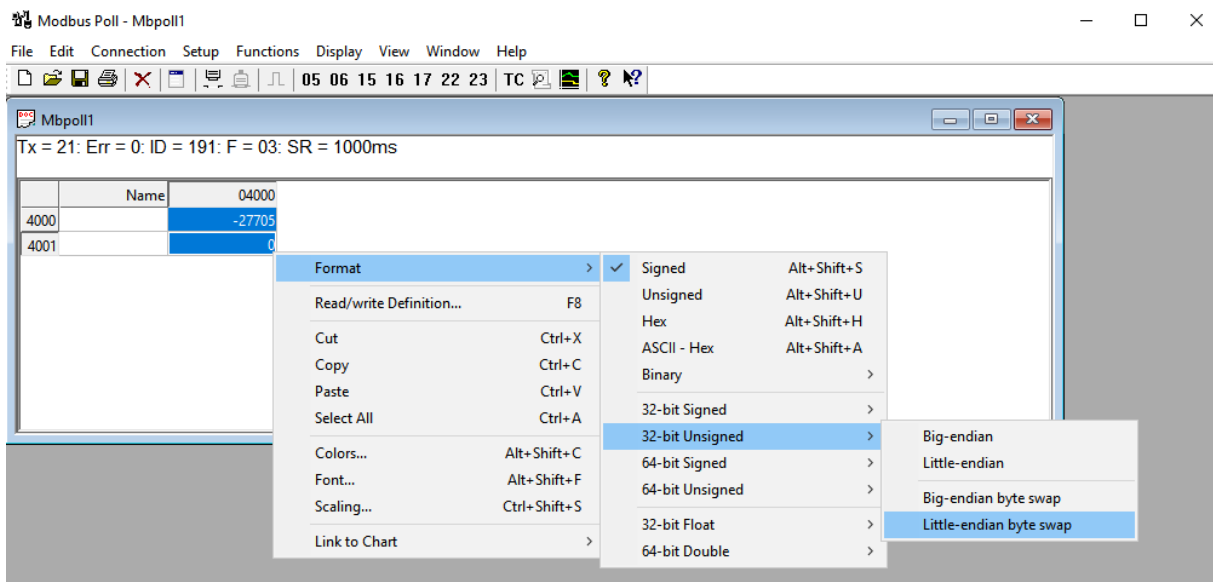 Modbus Poll - Mbpoll1
File Edit Connection Setup Functions Display View Window Help
05 06 15 16 17 22 23 TC
Mbpoll1
Tx = 21: Err = 0: ID = 191: F = 03: SR = 1000ms
Name 04000
4000 -27705
4001 0
Format
Read/write Definition... F8
Cut Ctrl+X
Copy Ctrl+C
Paste Ctrl+V
Select All Ctrl+A
Colors... Alt+Shift+C
Font... Alt+Shift+F
Scaling... Ctrl+Shift+S
Link to Chart
Signed Alt+Shift+S
Unsigned Alt+Shift+U
Hex Alt+Shift+H
ASCII - Hex Alt+Shift+A
Binary
32-bit Signed
32-bit Unsigned
64-bit Signed
64-bit Unsigned
32-bit Float
64-bit Double
Big-endian
Little-endian
Big-endian byte swap
Little-endian byte swap